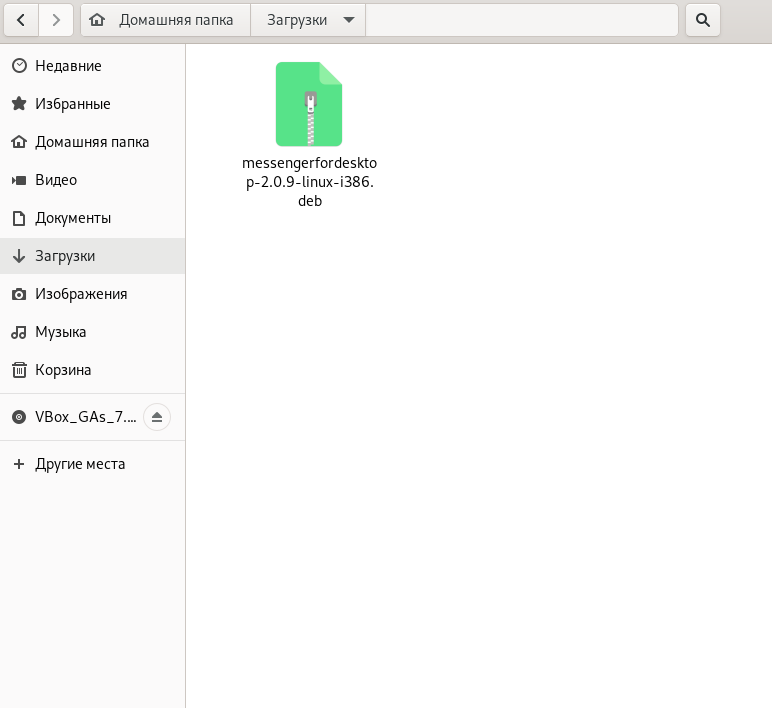 Домашняя папка
Загрузки
Недавние
Избранные
Домашняя папка
Видео
Документы
Загрузки
Изображения
Музыка
Корзина
VBox_GAs_7....
Другие места
messengerfordeskto
p-2.0.9-linux-i386.
deb